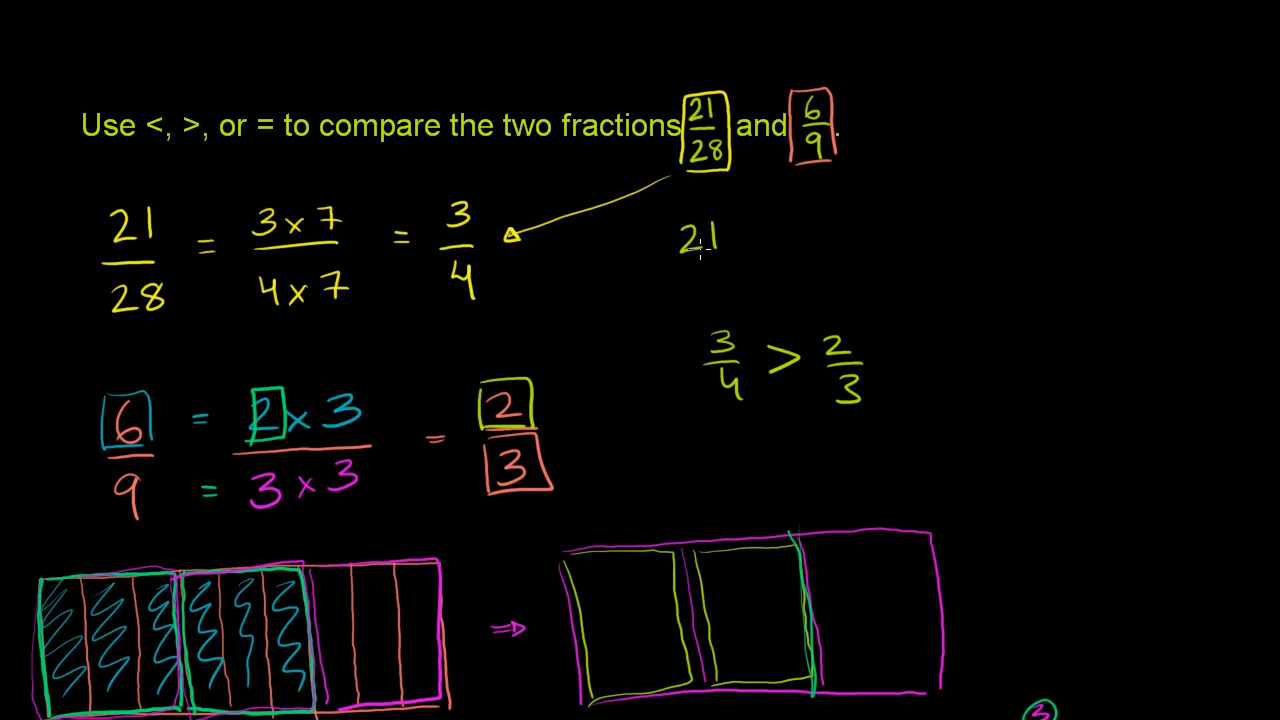 Use <, >, or = to compare the two fractions 21/28 and 6/9.
21/28 = 3 x 7/4 x 7 = 3/4
21
3/4 > 2/3
6/9 = 2 x 3/3 x 3 = 2/3
=
⇒
3